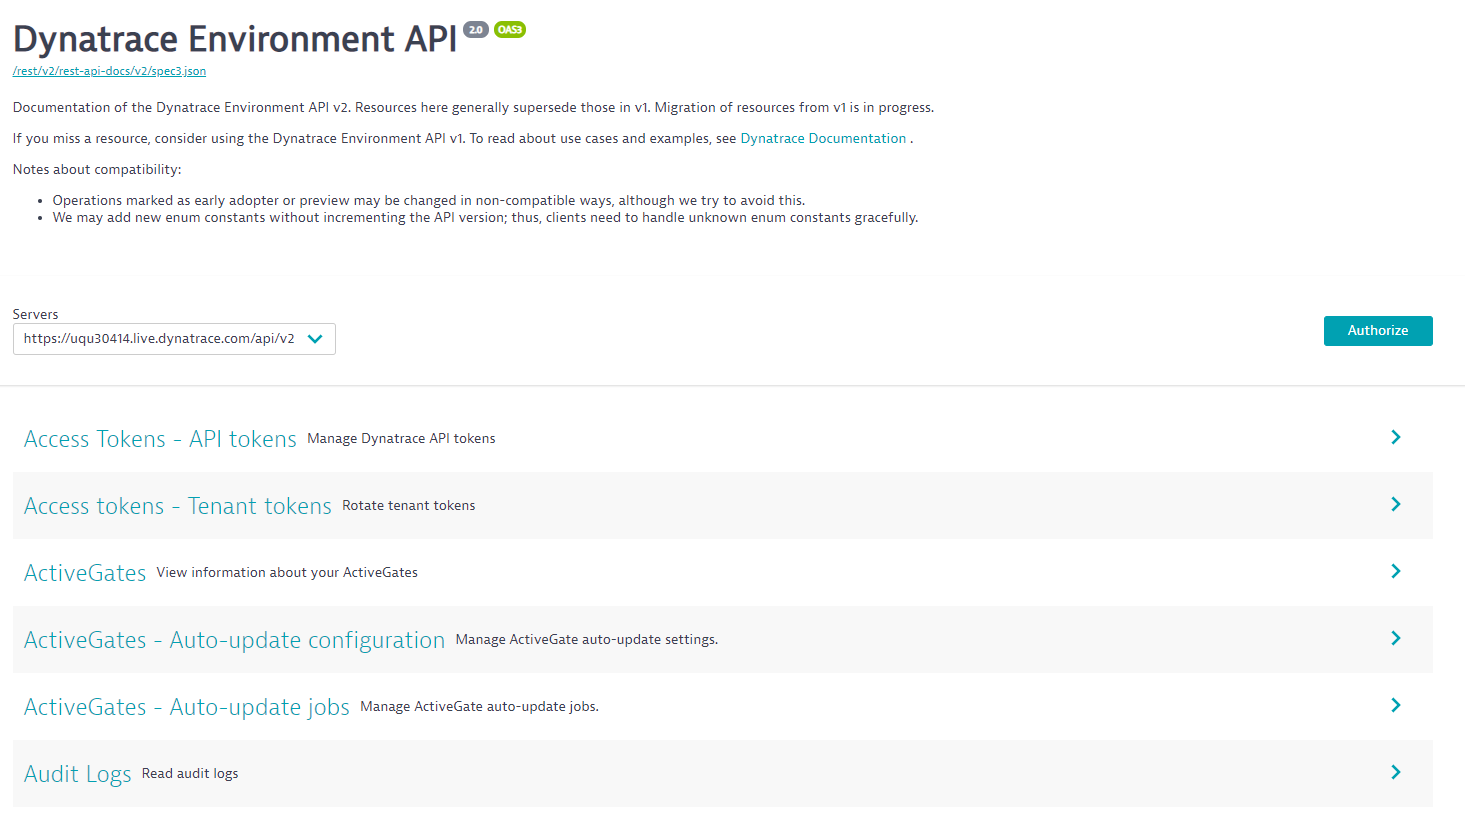 Dynatrace Environment API 2.0 OAS3
/rest/v2/rest-api-docs/v2/spec3.json
Documentation of the Dynatrace Environment API v2. Resources here generally supersede those in v1. Migration of resources from v1 is in progress.
If you miss a resource, consider using the Dynatrace Environment API v1. To read about use cases and examples, see Dynatrace Documentation .
Notes about compatibility:
• Operations marked as early adopter or preview may be changed in non-compatible ways, although we try to avoid this.
• We may add new enum constants without incrementing the API version; thus, clients need to handle unknown enum constants gracefully.
Servers
https://uqu30414.live.dynatrace.com/api/v2
Authorize
Access Tokens - API tokens Manage Dynatrace API tokens
Access tokens - Tenant tokens Rotate tenant tokens
ActiveGates View information about your ActiveGates
ActiveGates - Auto-update configuration Manage ActiveGate auto-update settings.
ActiveGates - Auto-update jobs Manage ActiveGate auto-update jobs.
Audit Logs Read audit logs